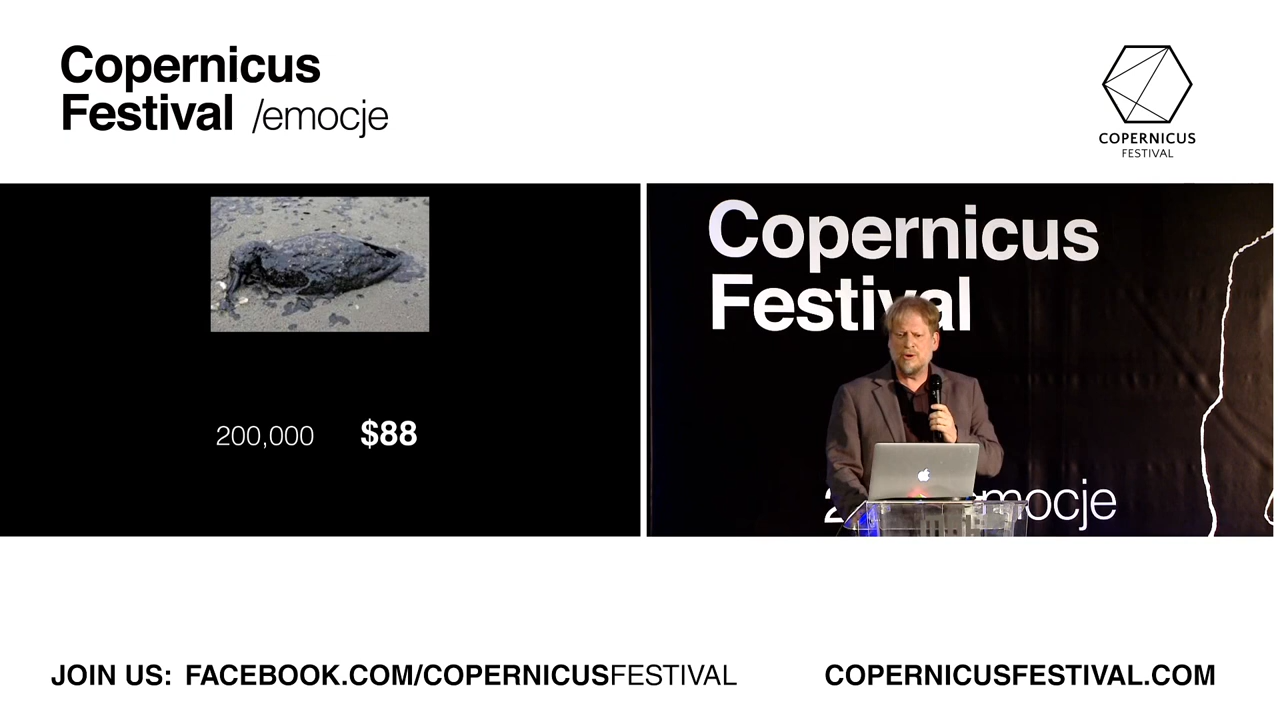 Copernicus
Festival /emocje
COPERNICUS
FESTIVAL
200,000 $88
Copernicus
Festival
emocje
JOIN US: FACEBOOK.COM/COPERNICUSFESTIVAL
COPERNICUSFESTIVAL.COM